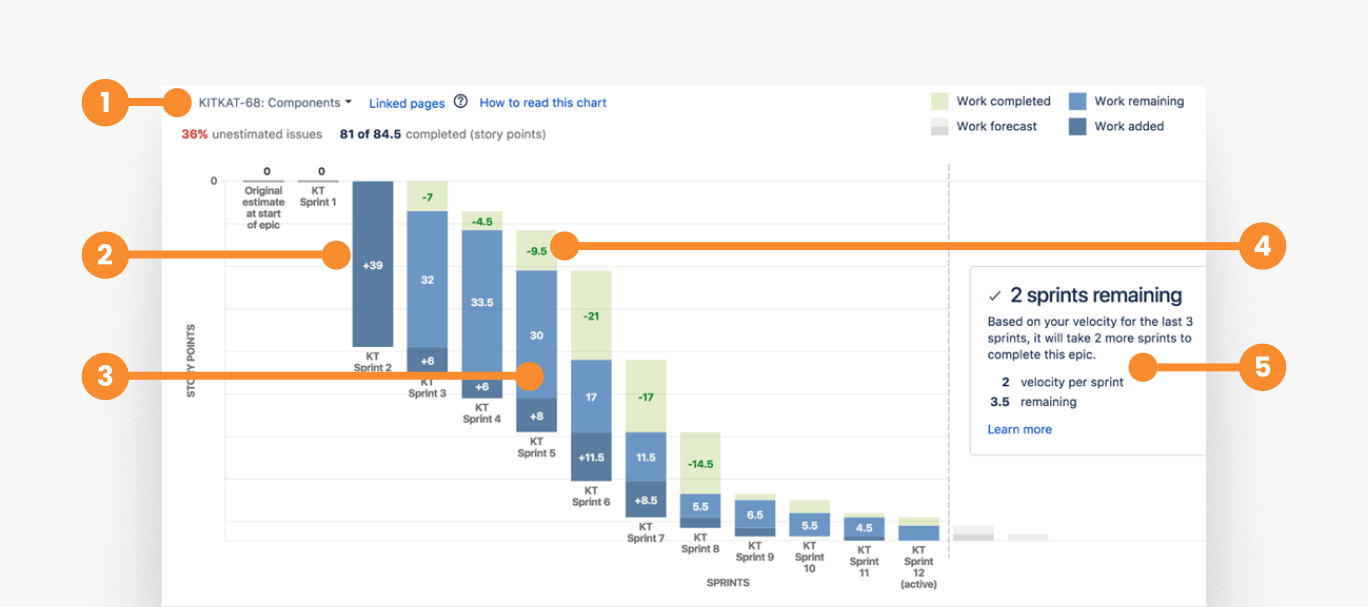 1
KITKAT-68: Components
Linked pages
?
How to read this chart
Work completed
Work remaining
Work forecast
Work added
36% unestimated issues
81 of 84.5 completed (story points)
0
0
0
Original
estimate
at start
of epic
KT
Sprint 1
2
+39
KT
Sprint 2
-7
32
+6
KT
Sprint 3
-4.5
33.5
+6
KT
Sprint 4
-9.5
30
+8
KT
Sprint 5
4
3
-21
17
+11.5
KT
Sprint 6
-17
11.5
+8.5
KT
Sprint 7
-14.5
5.5
KT
Sprint 8
6.5
KT
Sprint 9
5.5
KT
Sprint
10
4.5
KT
Sprint
11
KT
Sprint
12
(active)
STORY POINTS
SPRINTS
2 sprints remaining
Based on your velocity for the last 3
sprints, it will take 2 more sprints to
complete this epic.
2 velocity per sprint
3.5 remaining
Learn more
5